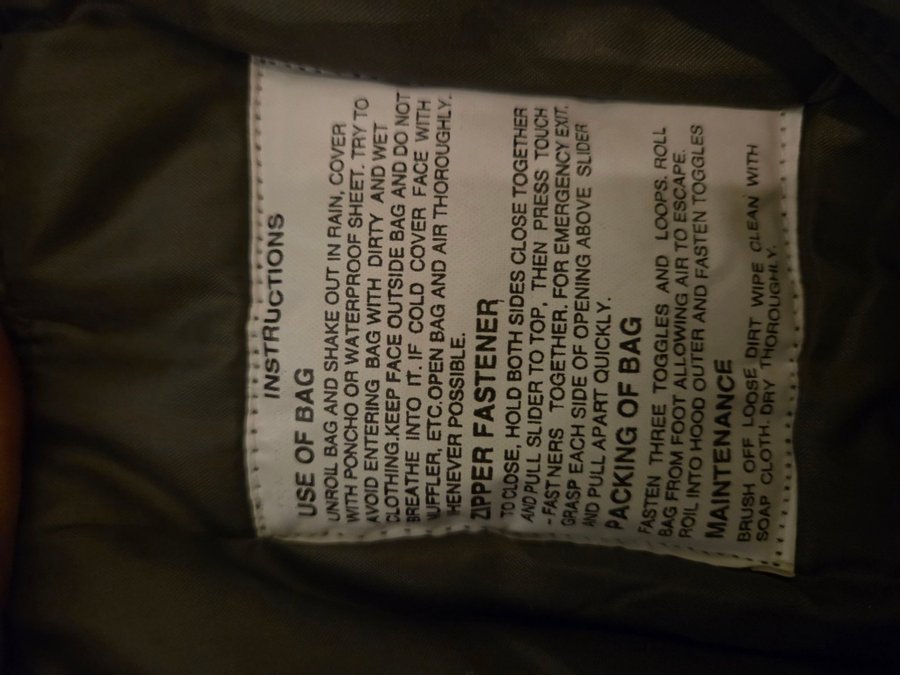 INSTRUCTIONS
USE OF BAG
UNROIL BAG AND SHAKE OUT IN RAIN, COVER
WITH PONCHO OR WATERPROOF SHEET. TRY TO
AVOID ENTERING BAG WITH DIRTY AND WET
CLOTHING.KEEP FACE OUTSIDE BAG AND DO NOT
BREATHE INTO IT. IF COLD COVER FACE WITH
UFFLER, ETC.OPEN BAG AND AIR THOROUGHLY.
HENEVER POSSIBLE.
ZIPPER FASTENER
TO CLOSE, HOLD BOTH SIDES CLOSE TOGETHER
AND PULL SLIDER TO TOP, THEN PRESS TOUCH
- FAST NERS TOGETHER, FOR EMERGENCY EXIT.
GRASP EACH SIDE OF OPENING ABOVE SLIDER
AND PULL APART QUICKLY.
PACKING OF BAG
FASTEN THREE TOGGLES AND LOOPS. ROLL
BAG FROM FOOT ALLOWING AIR TO ESCAPE.
ROIL INTO HOOD OUTER AND FASTEN TOGGLES
MAINTENANCE
BRUSH OFF LOOSE DIRT WIPE CLEAN WITH
SOAP CLOTH. DRY THOROUGHLY.